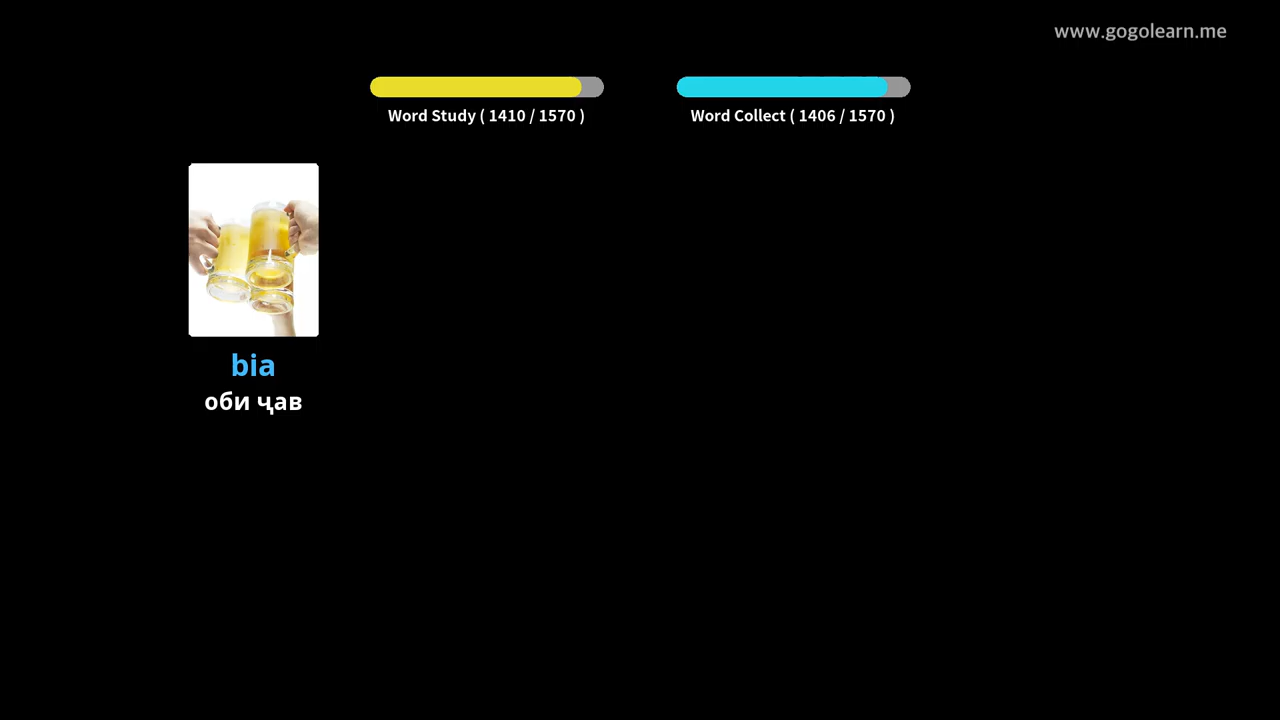 www.gogolearn.me
Word Study ( 1410 / 1570 )
Word Collect ( 1406 / 1570 )
bia
оби ҷав